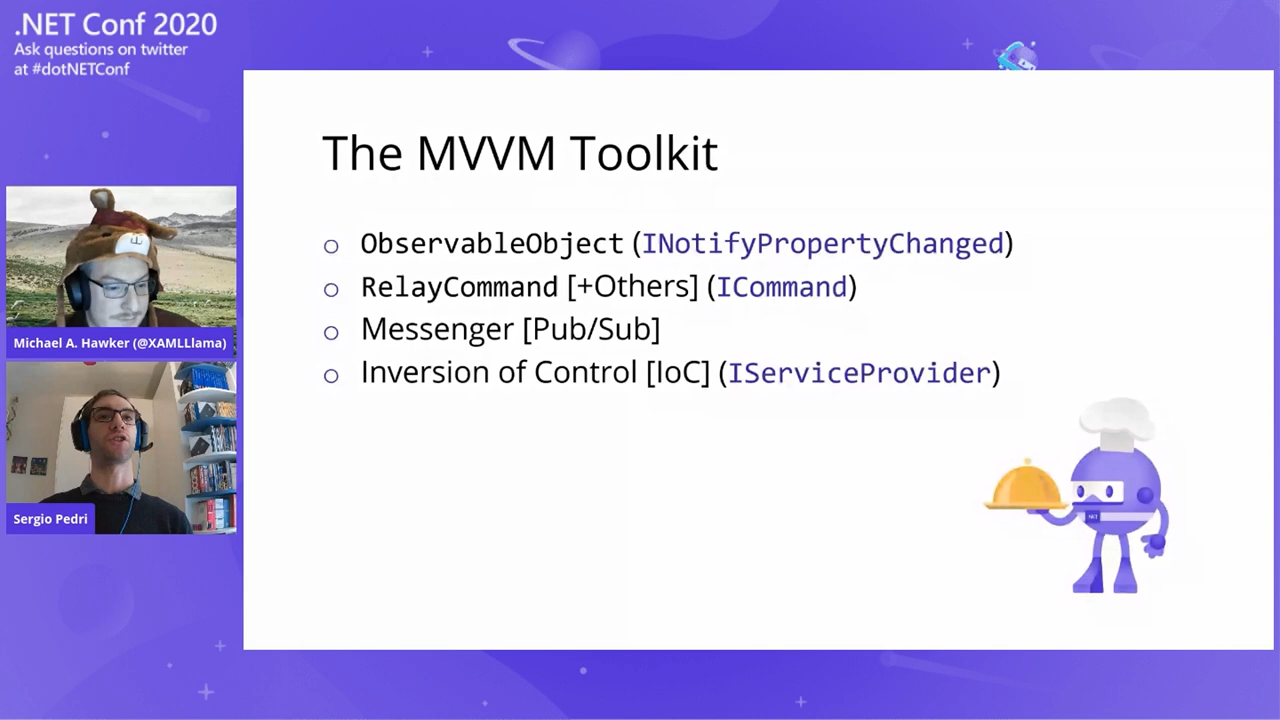 .NET Conf 2020
Ask questions on twitter
at #dotNETConf
The MVVM Toolkit
ObservableObject (INotifyPropertyChanged)
RelayCommand [+Others] (ICommand)
Messenger [Pub/Sub]
Inversion of Control [IoC] (IServiceProvider)
Michael A. Hawker (@XAMLLlama)
Sergio Pedri
.NET